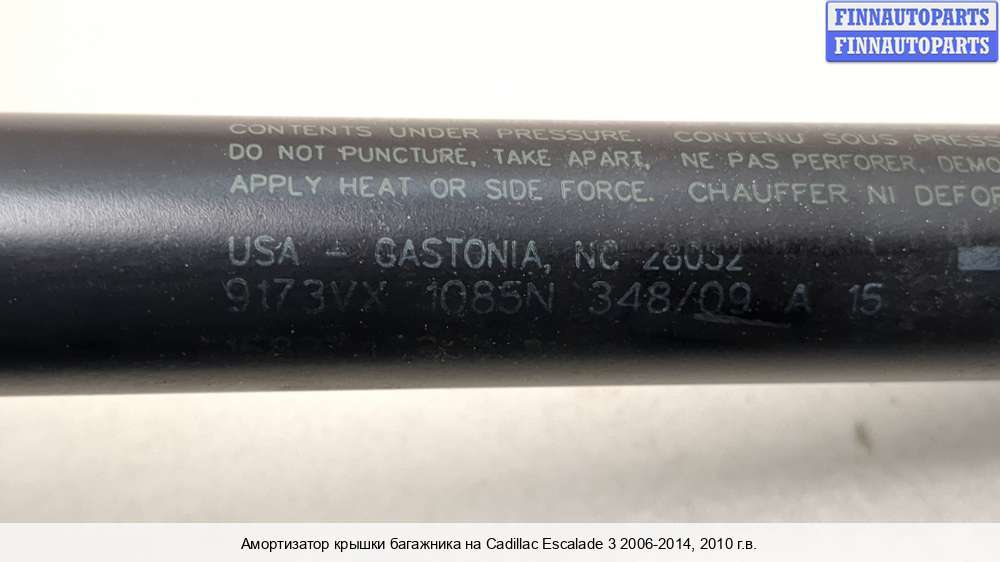 FINNAUTOPARTS
FINNAUTOPARTS
CONTENTS UNDER PRESSURE. CONTENU SOUS PRESS
DO NOT PUNCTURE, TAKE APART, NE PAS PERFORER, DEMO
APPLY HEAT OR SIDE FORCE. CHAUFFER NI DEFOR
USA - GASTONIA, NC 28052
9173VX 1085N 348/09 A 15
Амортизатор крышки багажника на Cadillac Escalade 3 2006-2014, 2010 г.в.